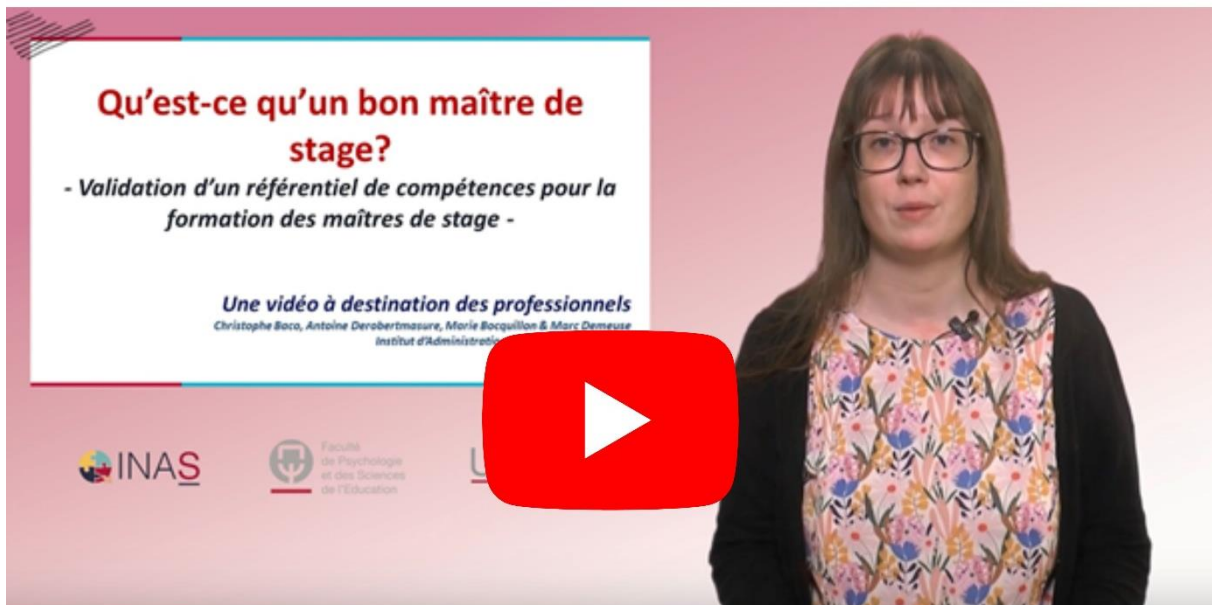 Qu'est-ce qu'un bon maître de
stage?
- Validation d'un référentiel de compétences pour la
formation des maîtres de stage -
Une vidéo à destination des professionnels
Christophe Baco, Antoine Derobertmasure, Marie Bocquillon & Marc Demeuse
Institut d'Administration
INAS
Faculté
de Psychologie
et des Sciences
de l'Education
U